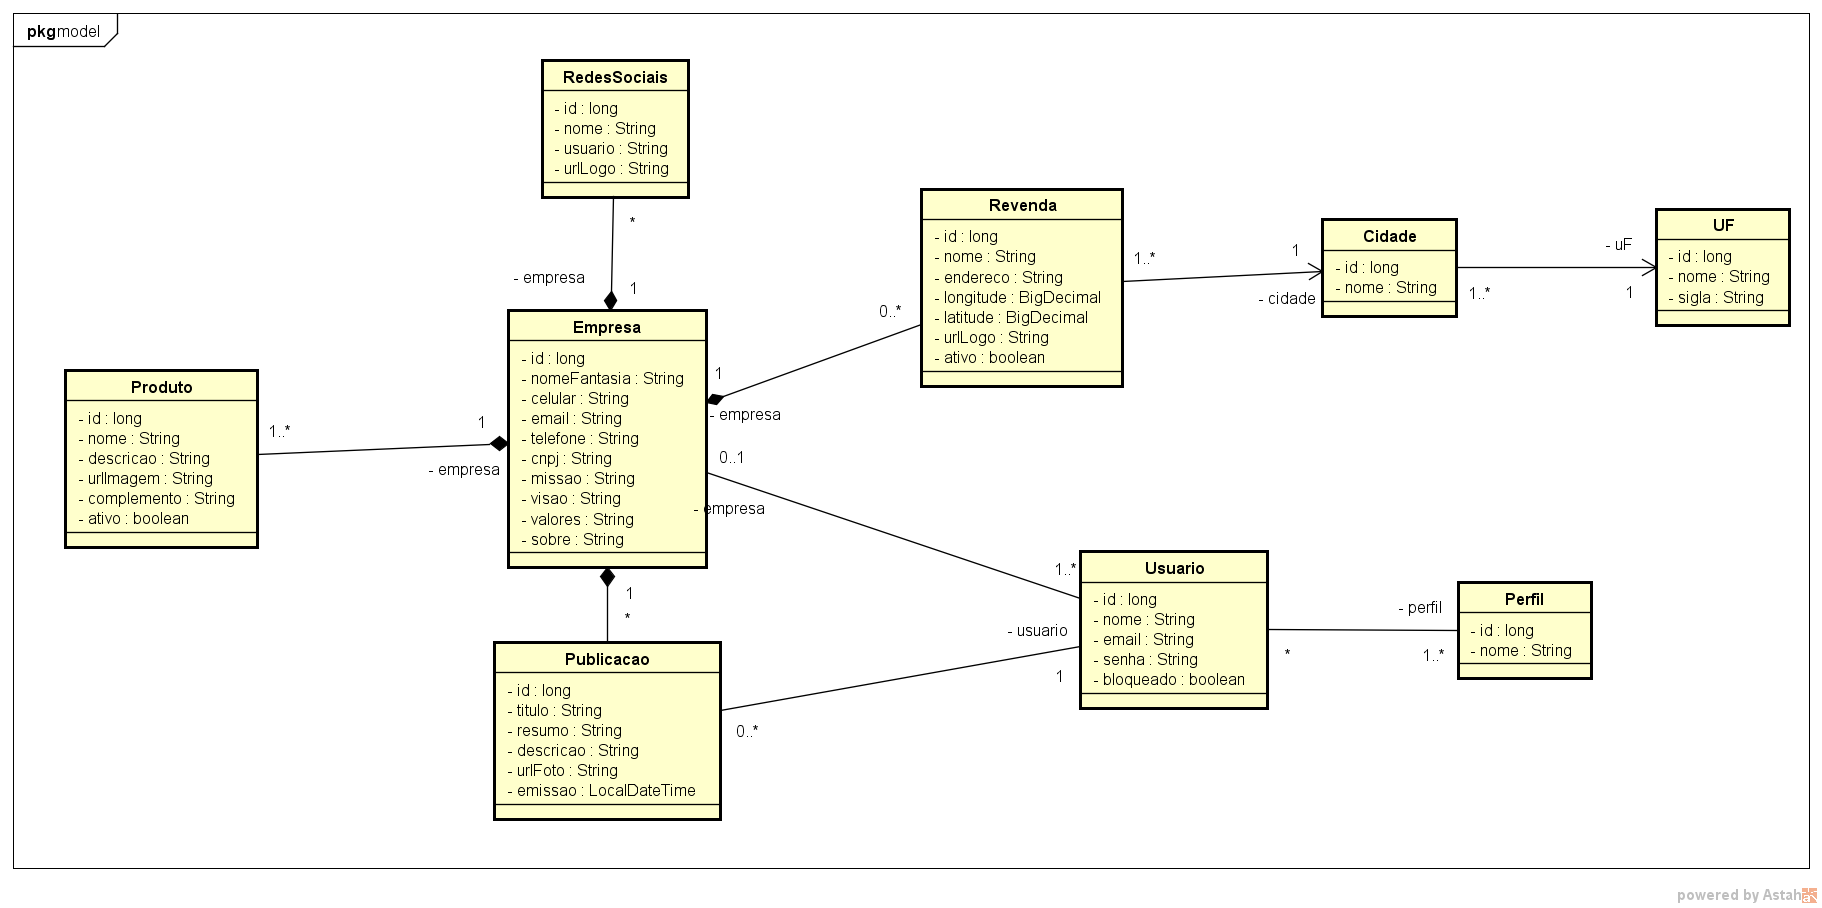 pkg model
RedesSociais
- id : long
- nome : String
- usuario : String
- urlLogo : String
*
- empresa
1
Revenda
- id : long
- nome : String
- endereco : String
- longitude : BigDecimal
- latitude : BigDecimal
- urlLogo : String
- ativo : boolean
1..*
1
- cidade
Cidade
- id : long
- nome : String
1..*
- uF
1
UF
- id : long
- nome : String
- sigla : String
0..*
1
- empresa
Empresa
- id : long
- nomeFantasia : String
- celular : String
- email : String
- telefone : String
- cnpj : String
- missao : String
- visao : String
- valores : String
- sobre : String
Produto
- id : long
- nome : String
- descricao : String
- urlImagem : String
- complemento : String
- ativo : boolean
1..*
1
- empresa
0..1
- empresa
1..*
Usuario
- id : long
- nome : String
- email : String
- senha : String
- bloqueado : boolean
- perfil
*
1..*
Perfil
- id : long
- nome : String
1
*
- usuario
1
0..*
Publicacao
- id : long
- titulo : String
- resumo : String
- descricao : String
- urlFoto : String
- emissao : LocalDateTime
powered by Astah